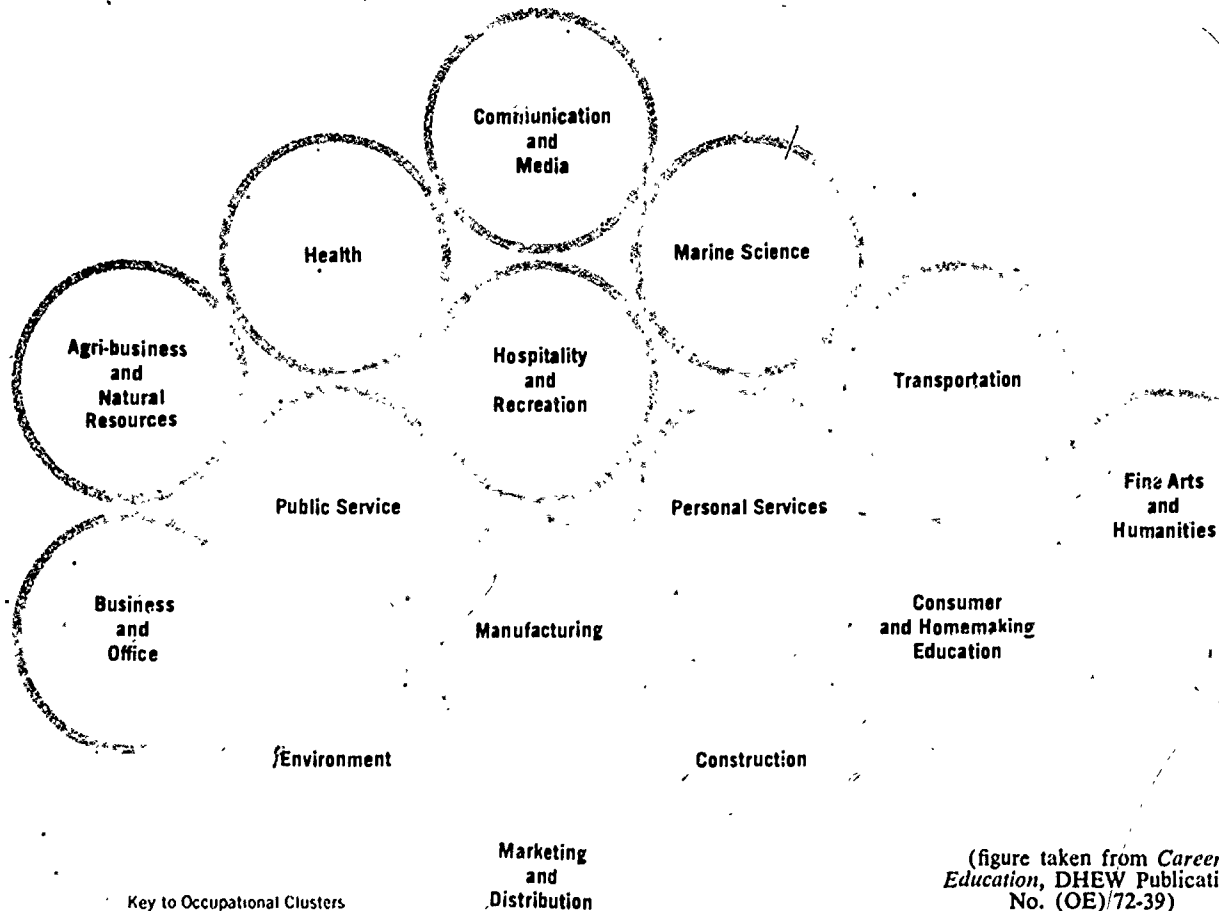 Communication
and
Media
Health
Marine Science
Agri-business
and
Natural
Resources
Hospitality
and
Recreation
Transportation
Public Service
Personal Services
Fine Arts
and
Humanities
Business
and
Office
Manufacturing
Consumer
and Homemaking
Education
Environment
Construction
Marketing
and
Distribution
Key to Occupational Clusters
(figure taken from Career
Education, DHEW Publicati
No. (OE) 72-39)